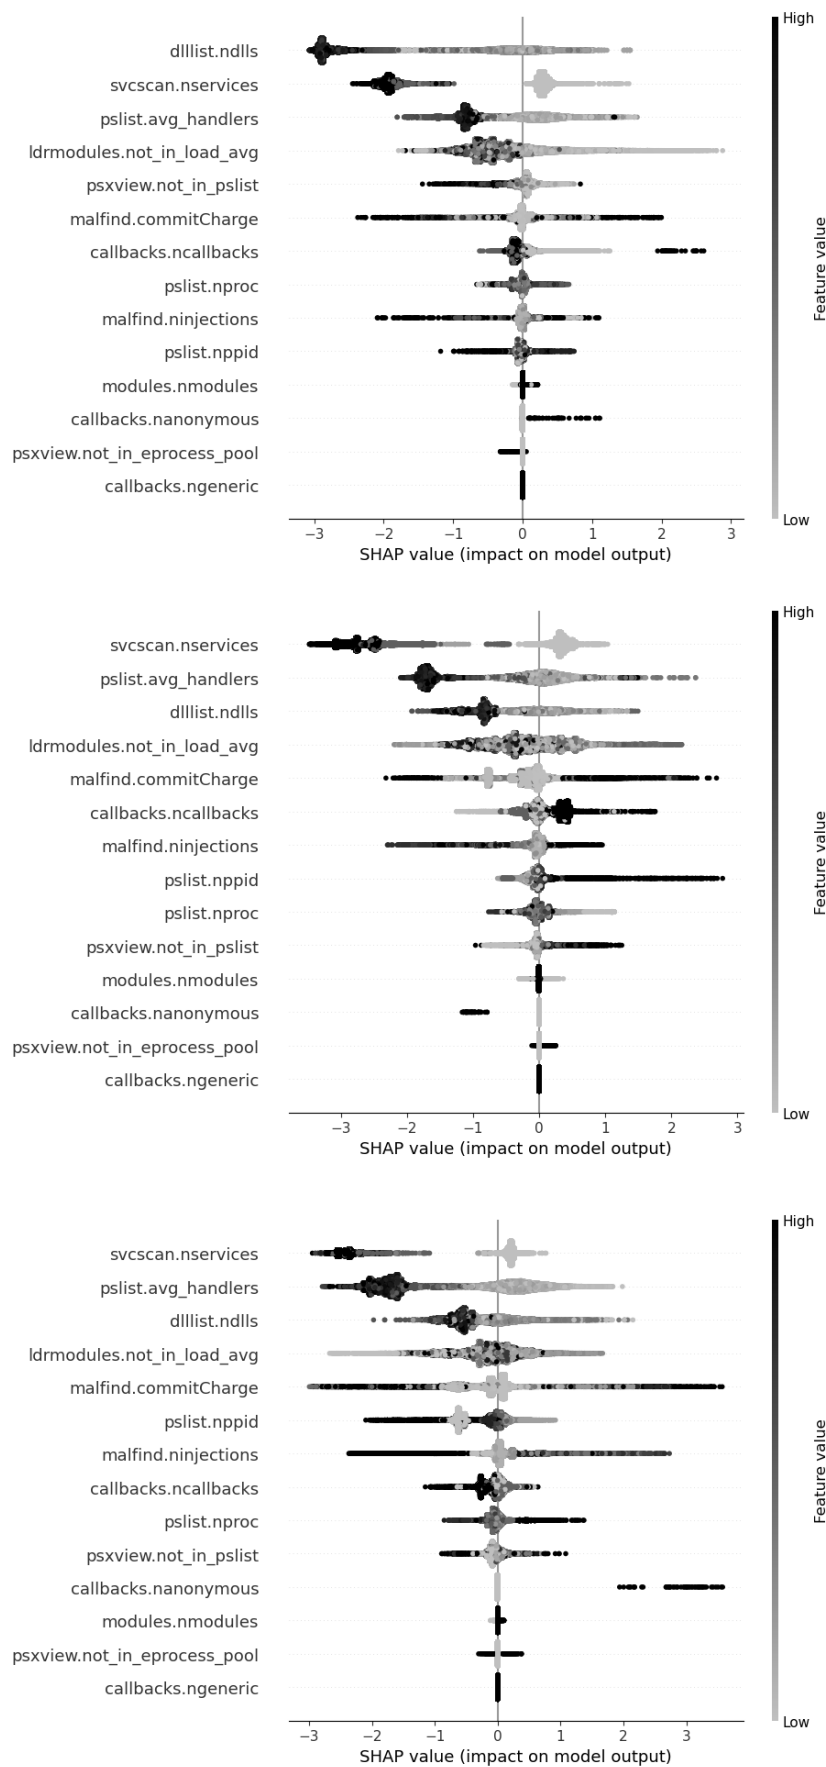 High
dlllist.ndlls
svcscan.nservices
pslist.avg_handlers
ldrmodules.not_in_load_avg
psxview.not_in_pslist
malfind.commitCharge
callbacks.ncallbacks
pslist.nproc
malfind.ninjections
pslist.nppid
modules.nmodules
callbacks.nanonymous
psxview.not_in_eprocess_pool
callbacks.ngeneric
Feature value
Low
−3 −2 −1 0 1 2 3
SHAP value (impact on model output)
High
svcscan.nservices
pslist.avg_handlers
dlllist.ndlls
ldrmodules.not_in_load_avg
malfind.commitCharge
callbacks.ncallbacks
malfind.ninjections
pslist.nppid
pslist.nproc
psxview.not_in_pslist
modules.nmodules
callbacks.nanonymous
psxview.not_in_eprocess_pool
callbacks.ngeneric
Feature value
Low
−3 −2 −1 0 1 2 3
SHAP value (impact on model output)
High
svcscan.nservices
pslist.avg_handlers
dlllist.ndlls
ldrmodules.not_in_load_avg
malfind.commitCharge
pslist.nppid
malfind.ninjections
callbacks.ncallbacks
pslist.nproc
psxview.not_in_pslist
callbacks.nanonymous
modules.nmodules
psxview.not_in_eprocess_pool
callbacks.ngeneric
Feature value
Low
−3 −2 −1 0 1 2 3
SHAP value (impact on model output)